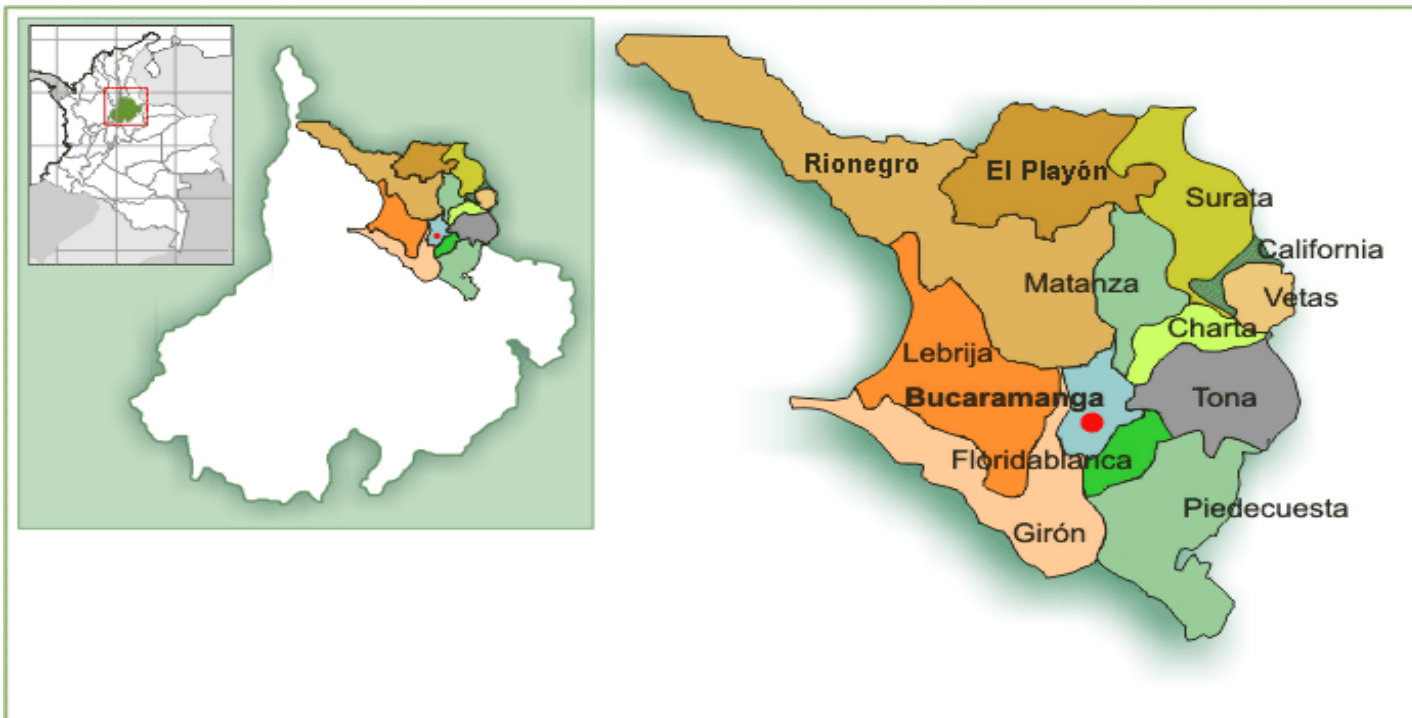 Rionegro
El Playón
Surata
California
Matanza
Vetas
Charta
Lebrija
Bucaramanga
Tona
Floridablanca
Piedecuesta
Girón